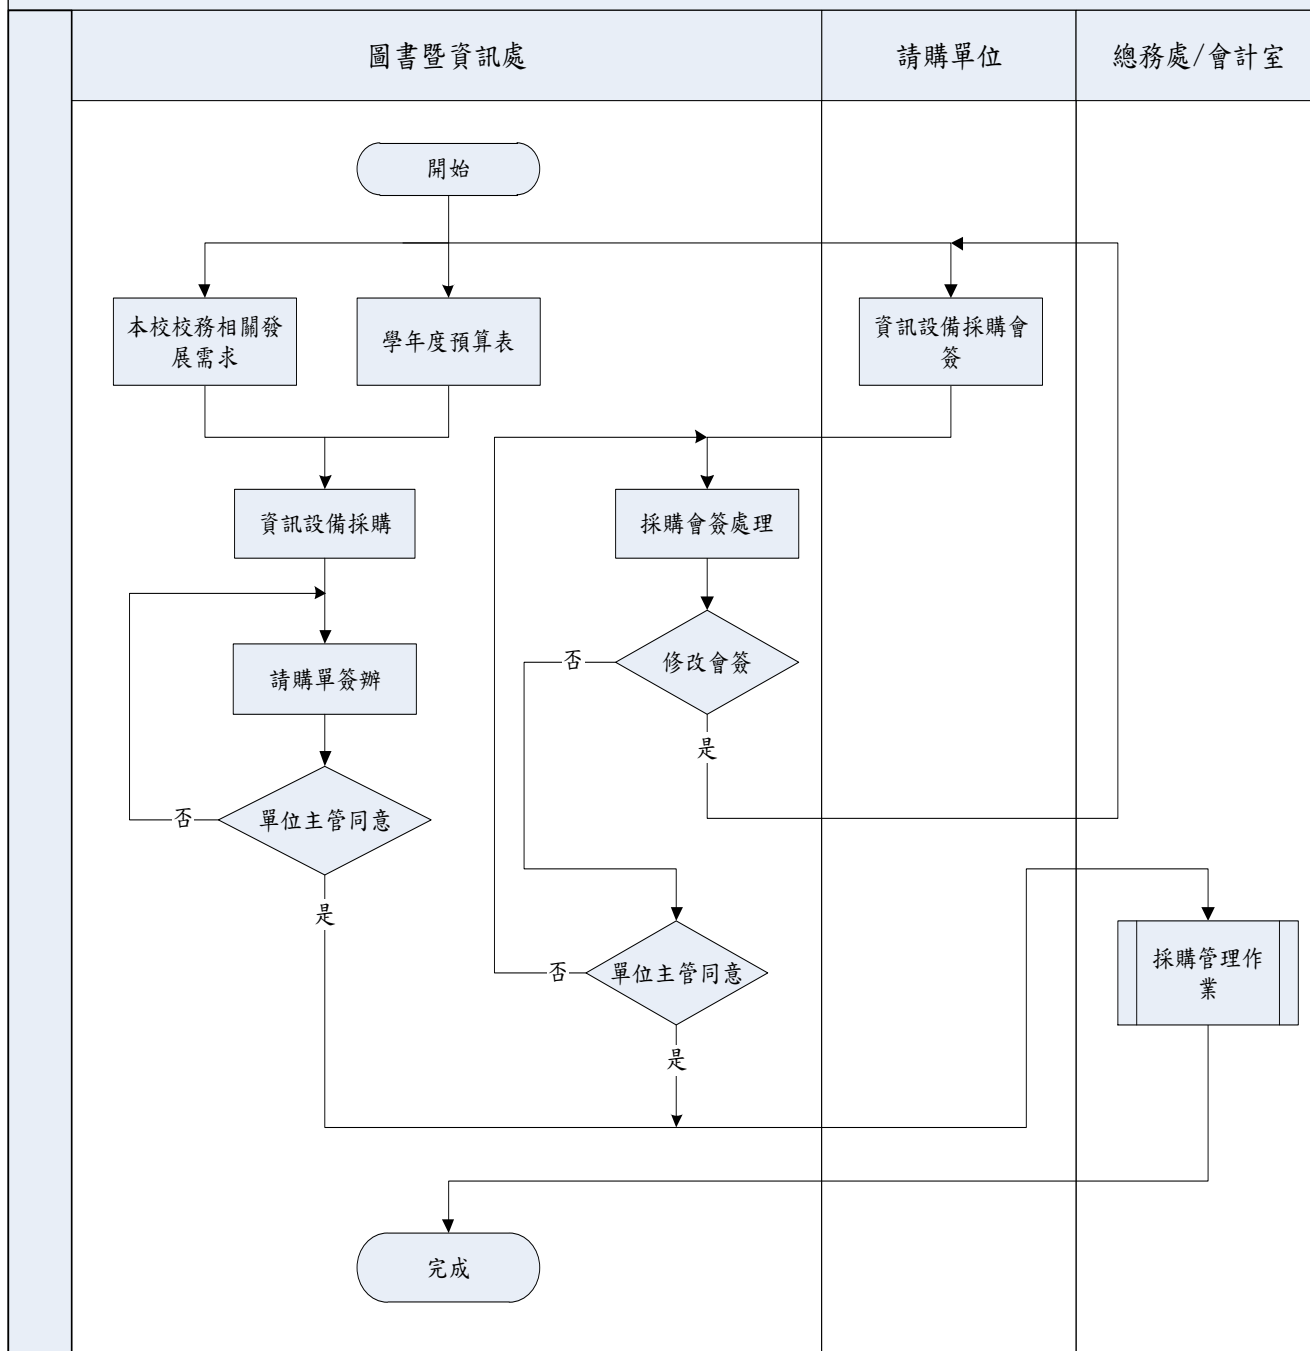 圖書暨資訊處
請購單位
總務處/會計室
開始
本校校務相關發
展需求
學年度預算表
資訊設備採購會
簽
資訊設備採購
採購會簽處理
請購單簽辦
否
修改會簽
是
否
單位主管同意
是
否
單位主管同意
採購管理作
業
是
完成